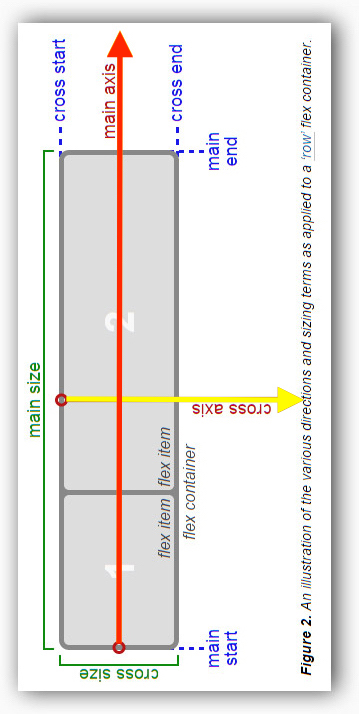 cross start
main axis
cross end
main
end
main size
2
cross axis
flex item
flex item
flex container
1
main
start
cross size
Figure 2. An illustration of the various directions and sizing terms as applied to a ‘row’ flex container.